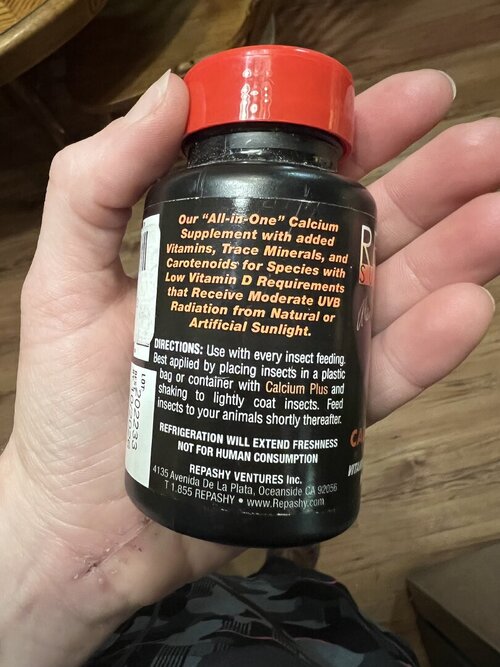 Our "All-in-One" Calcium
Supplement with added
Vitamins, Trace Minerals, and
Carotenoids for Species with
Low Vitamin D Requirements
that Receive Moderate UVB
Radiation from Natural or
Artificial Sunlight.
DIRECTIONS: Use with every insect feeding.
Best applied by placing insects in a plastic
bag or container with Calcium Plus and
shaking to lightly coat insects. Feed
insects to your animals shortly thereafter.
REFRIGERATION WILL EXTEND FRESHNESS
NOT FOR HUMAN CONSUMPTION
REPASHY VENTURES Inc.
4135 Avenida De La Plata, Oceanside CA 92056
T 1.855 REPASHY • www.Repashy.com
LOT:
202233